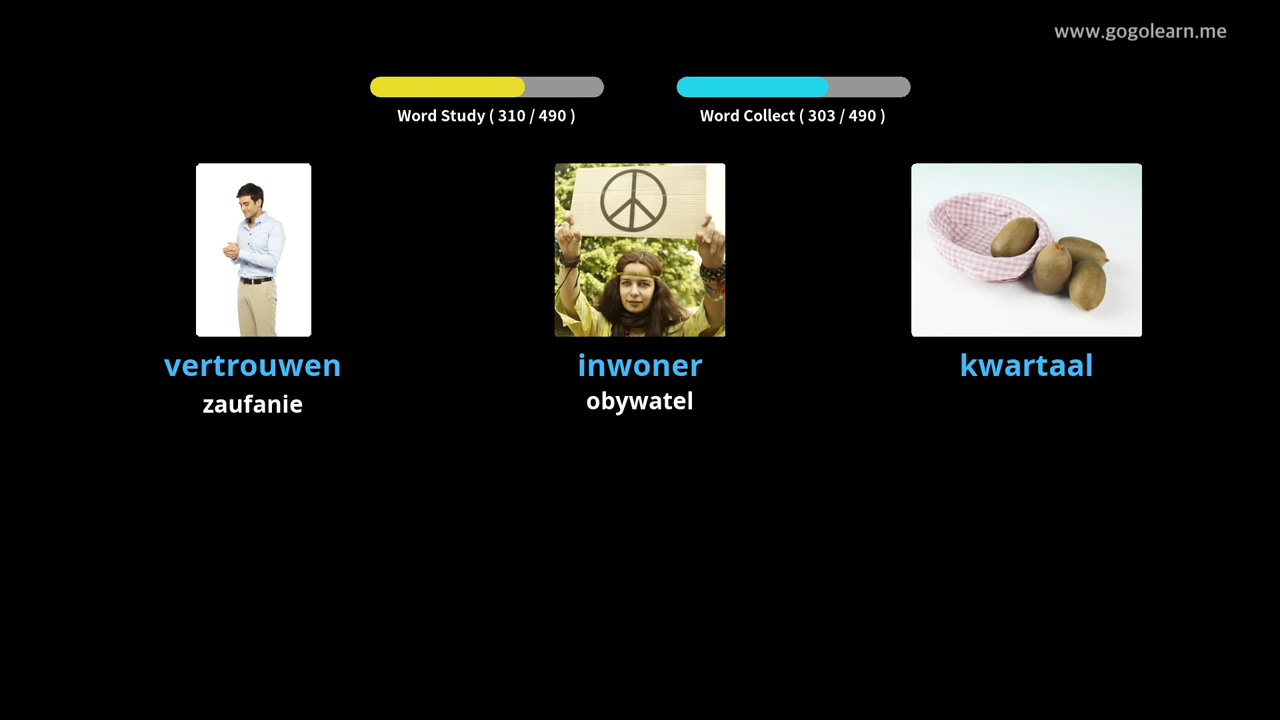 www.gogolearn.me
Word Study ( 310 / 490 )
Word Collect ( 303 / 490 )
vertrouwen
zaufanie
inwoner
obywatel
kwartaal